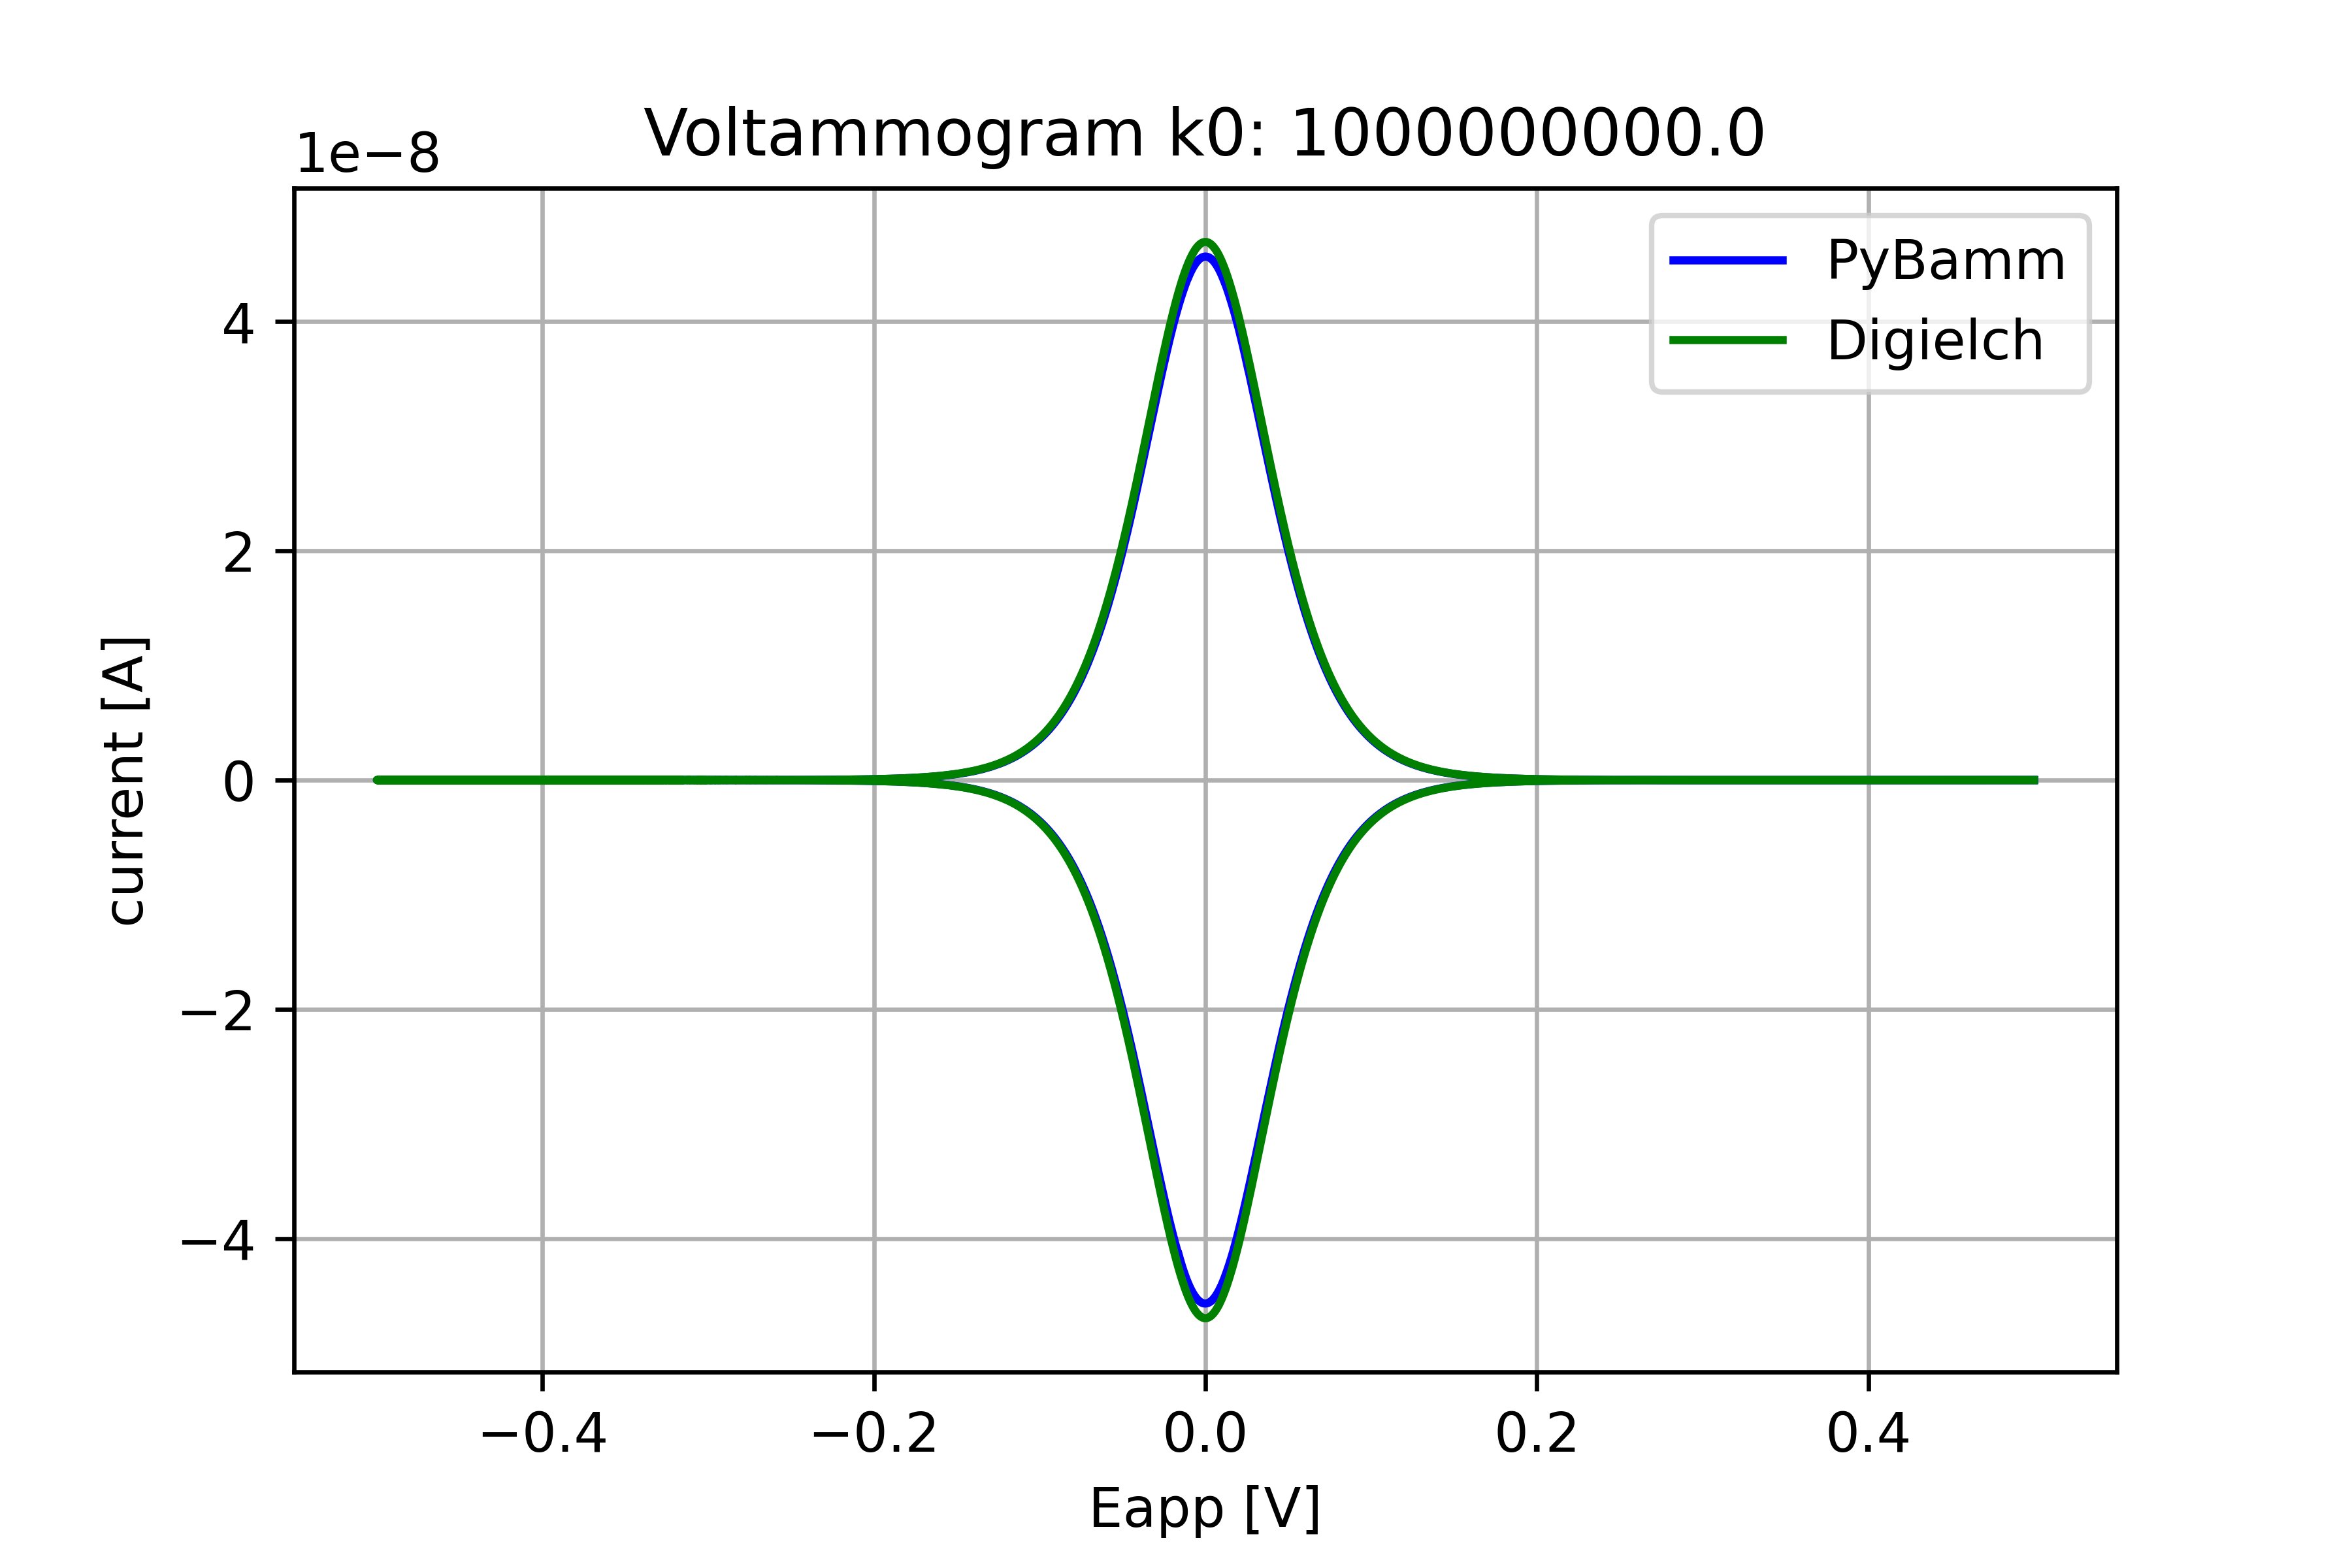 Voltammogram k0: 1000000000.0
1e−8
PyBamm
Digielch
4
2
0
−2
−4
current [A]
−0.4 −0.2 0.0 0.2 0.4
Eapp [V]